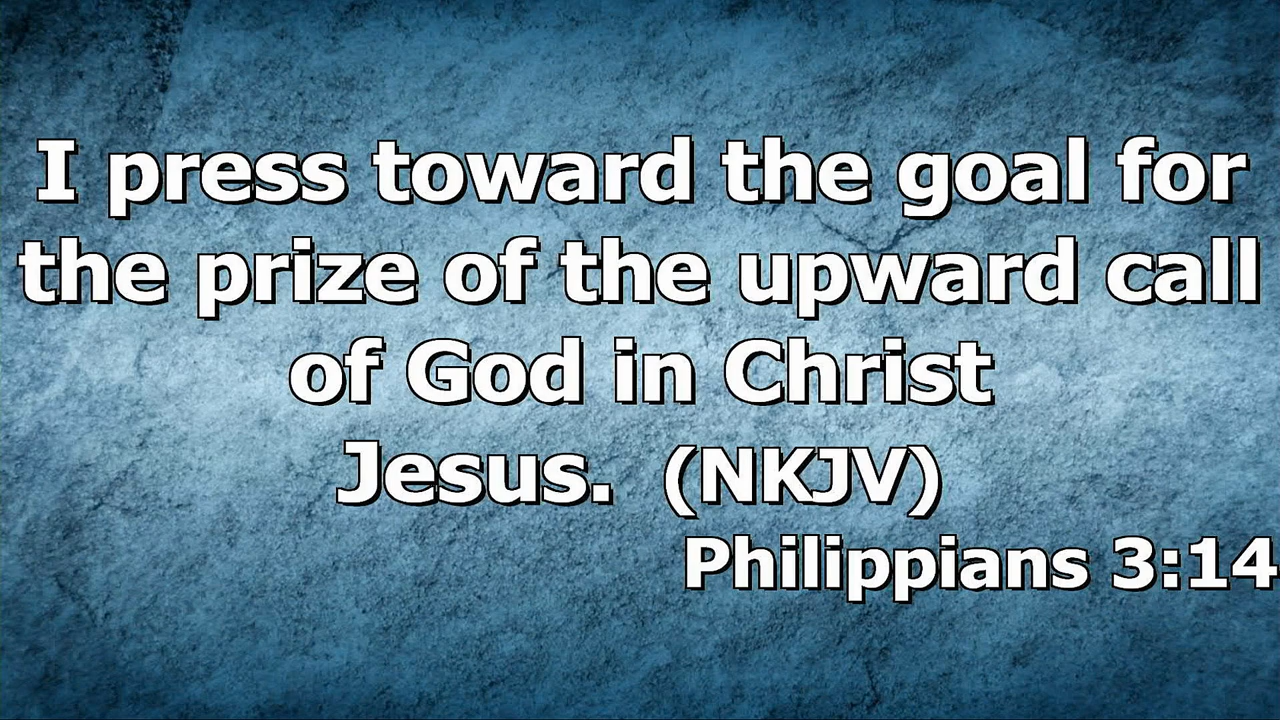 I press toward the goal for
the prize of the upward call
of God in Christ
Jesus. (NKJV)
Philippians 3:14